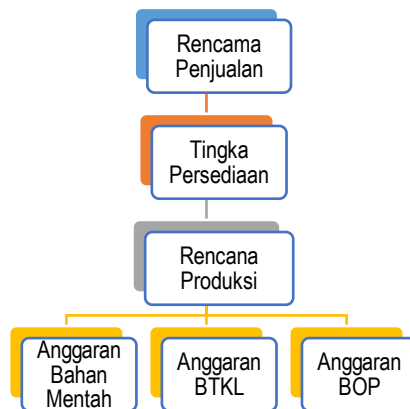 Rencama
Penjualan
Tingka
Persediaan
Rencana
Produksi
Anggaran
Bahan
Mentah
Anggaran
BTKL
Anggaran
BOP